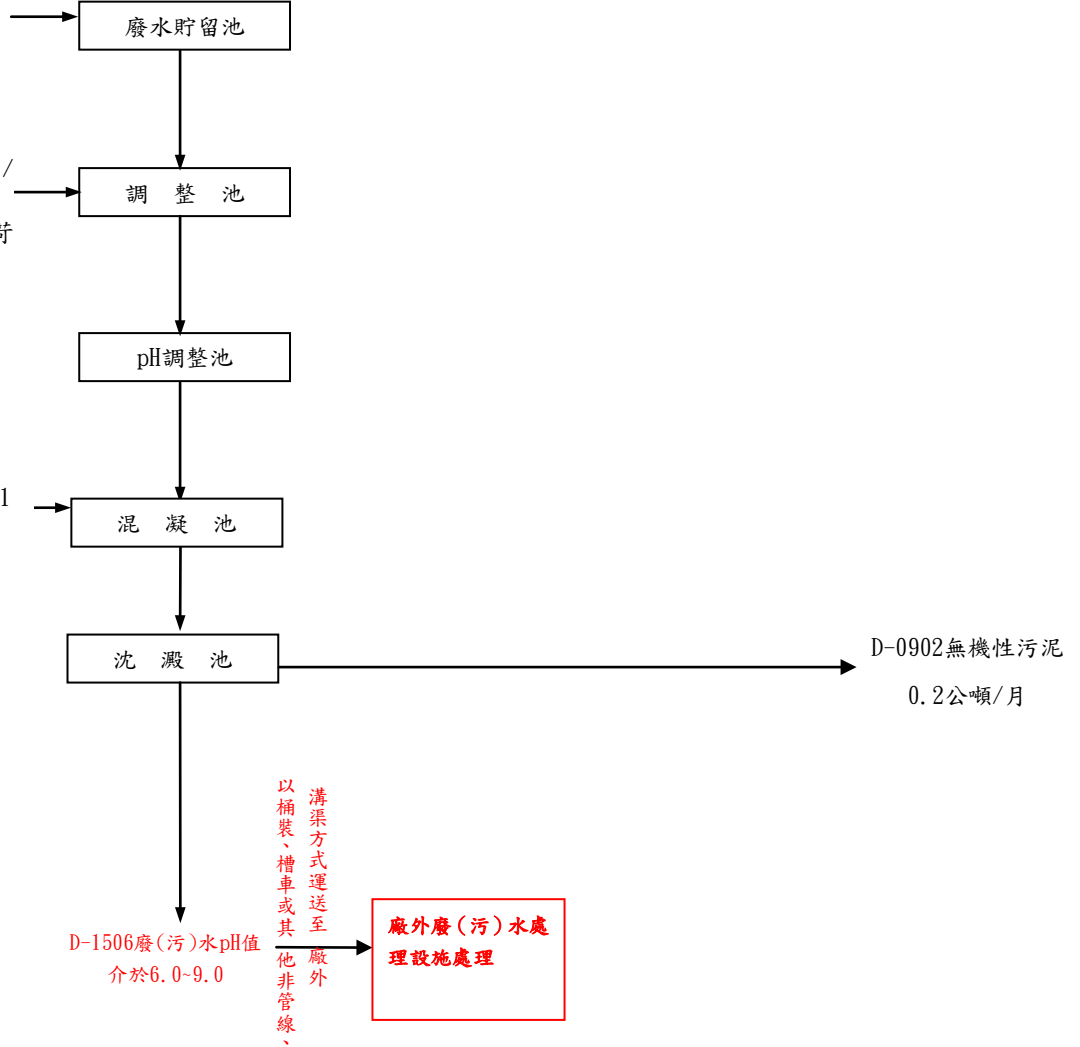 廢水貯留池
/
調 整 池
pH調整池
1
混 凝 池
沈 澱 池
D-0902無機性污泥
0.2公噸/月
以桶裝、槽車或其 他非管線、
溝渠方式運送至 廠外
D-1506廢(污)水pH值
介於6.0~9.0
廠外廢(污)水處
理設施處理